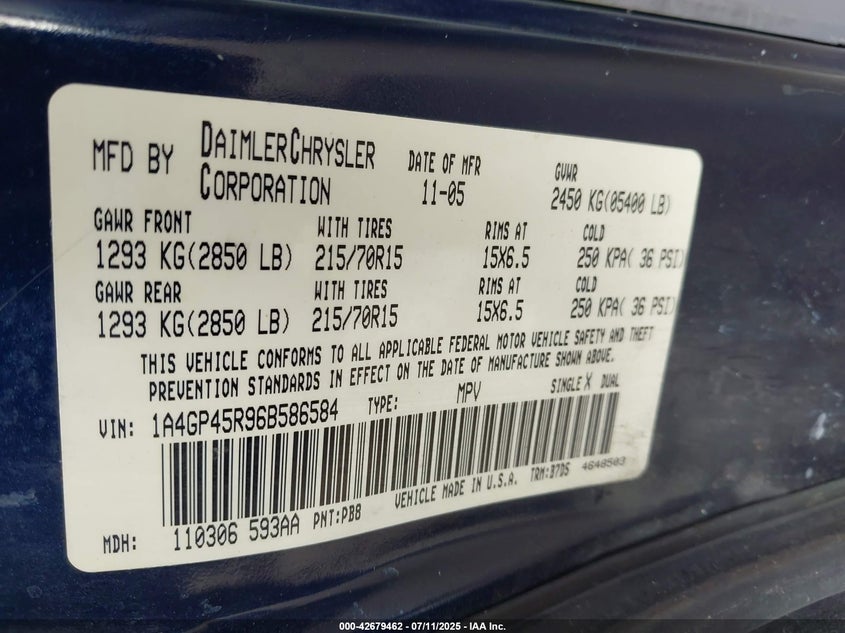 MFD BY DAIMLERCHRYSLER CORPORATION DATE OF MFR 11-05 GVWR 2450 KG(05400 LB)
GAWR FRONT WITH TIRES RIMS AT COLD
1293 KG(2850 LB) 215/70R15 15X6.5 250 KPA( 36 PSI)
GAWR REAR WITH TIRES RIMS AT COLD
1293 KG(2850 LB) 215/70R15 15X6.5 250 KPA( 36 PSI)
THIS VEHICLE CONFORMS TO ALL APPLICABLE FEDERAL MOTOR VEHICLE SAFETY AND THEFT
PREVENTION STANDARDS IN EFFECT ON THE DATE OF MANUFACTURE SHOWN ABOVE.
VIN: 1A4GP45R96B586584 TYPE: MPV SINGLE X DUAL
MDH: 110306 593AA PNT:PB8 VEHICLE MADE IN U.S.A. TRM:B7D5 4648503
000-42679462 - 07/11/2025 - IAA Inc.